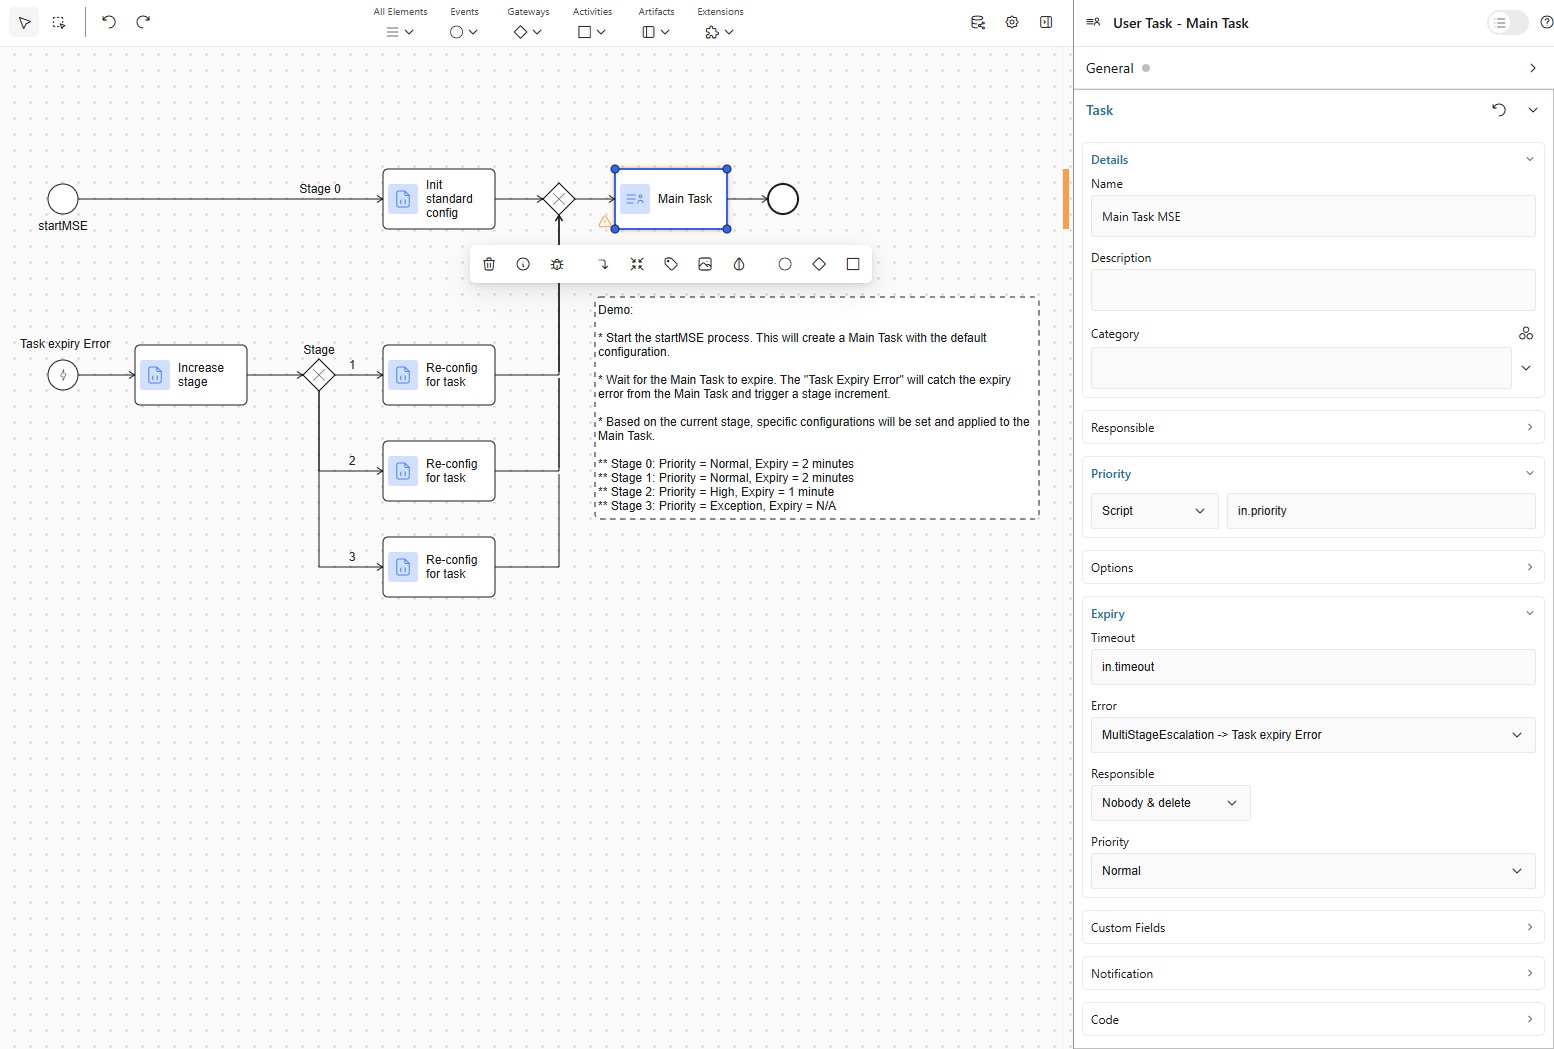 All Elements
Events
Gateways
Activities
Artifacts
Extensions
User Task - Main Task
General
Task
Details
Name
Main Task MSE
Description
Category
Responsible
Priority
Script
in.priority
Options
Expiry
Timeout
in.timeout
Error
MultiStageEscalation -> Task expiry Error
Responsible
Nobody & delete
Priority
Normal
Custom Fields
Notification
Code
startMSE
Stage 0
Init
standard
config
Main Task
Task expiry Error
Increase
stage
Stage
1
Re-config
for task
2
Re-config
for task
3
Re-config
for task
Demo:
* Start the startMSE process. This will create a Main Task with the default
configuration.
* Wait for the Main Task to expire. The "Task Expiry Error" will catch the expiry
error from the Main Task and trigger a stage increment.
* Based on the current stage, specific configurations will be set and applied to the
Main Task.
** Stage 0: Priority = Normal, Expiry = 2 minutes
** Stage 1: Priority = Normal, Expiry = 2 minutes
** Stage 2: Priority = High, Expiry = 1 minute
** Stage 3: Priority = Exception, Expiry = N/A